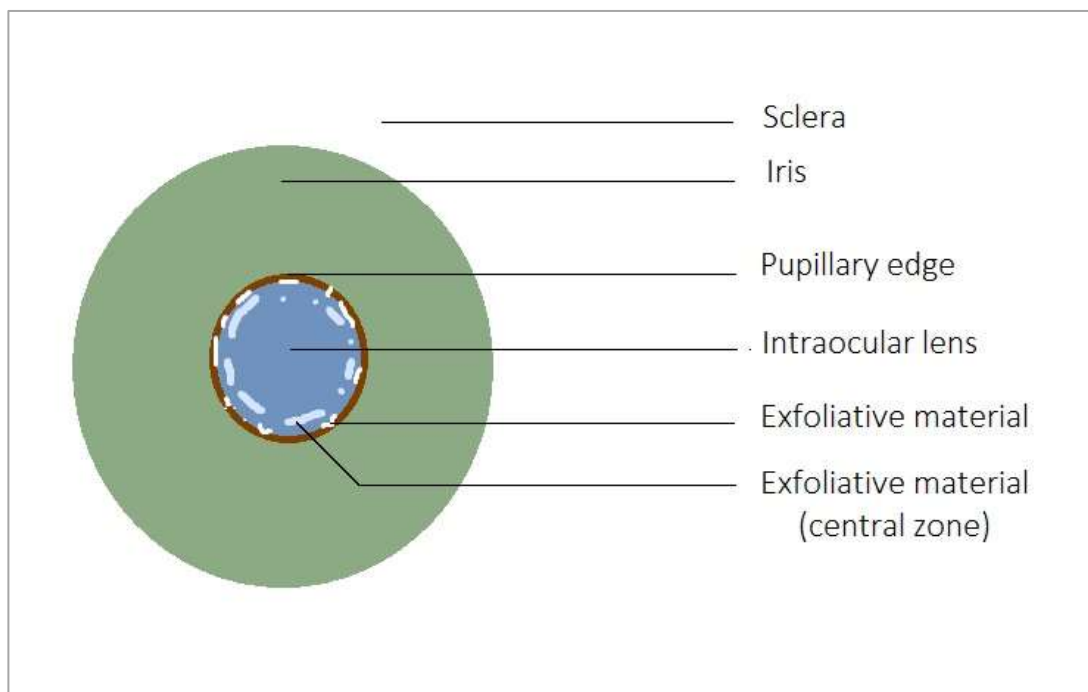 Sclera
Iris
Pupillary edge
Intraocular lens
Exfoliative material
Exfoliative material
(central zone)